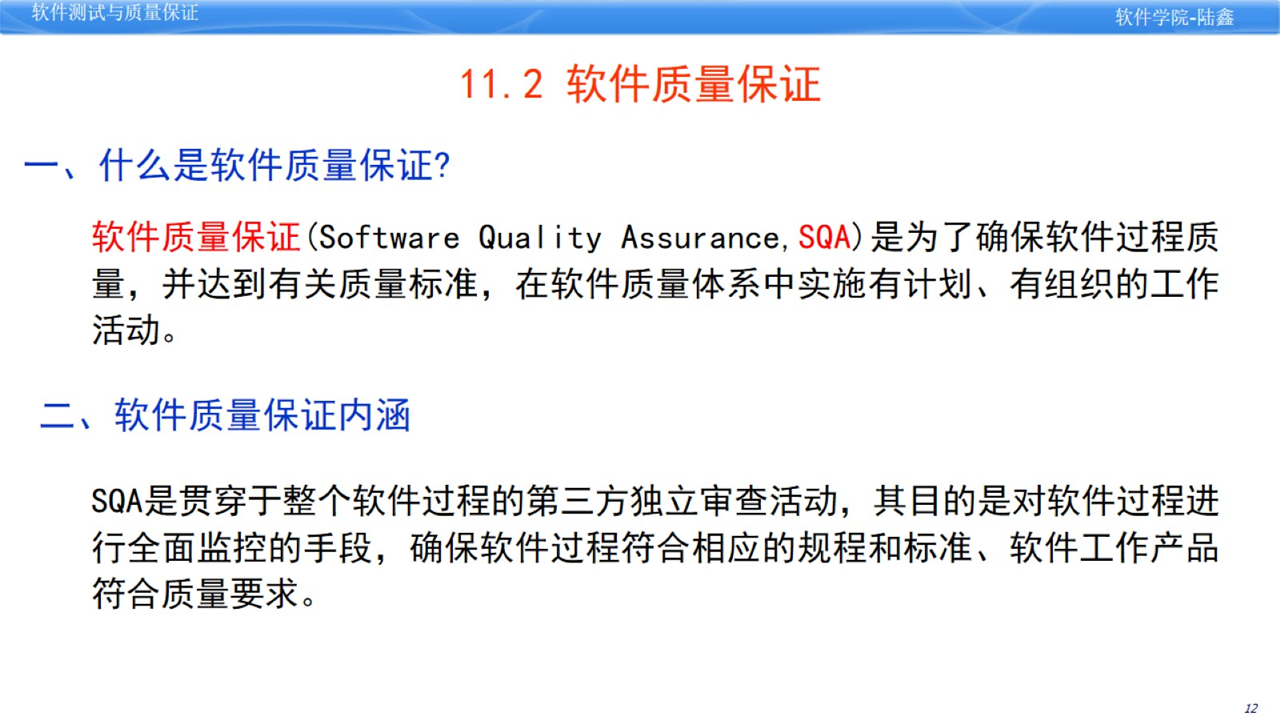 软件测试与质量保证
软件学院-陆鑫
11.2 软件质量保证
一、什么是软件质量保证?
软件质量保证(Software Quality Assurance,SQA)是为了确保软件过程质
量，并达到有关质量标准，在软件质量体系中实施有计划、有组织的工作
活动。
二、软件质量保证内涵
SQA是贯穿于整个软件过程的第三方独立审查活动，其目的是对软件过程进
行全面监控的手段，确保软件过程符合相应的规程和标准、软件工作产品
符合质量要求。
12